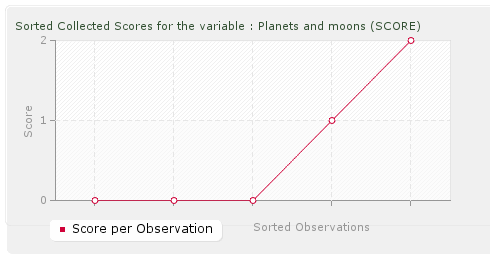 Sorted Collected Scores for the variable : Planets and moons (SCORE)
2
1
0
Score
Score per Observation
Sorted Observations